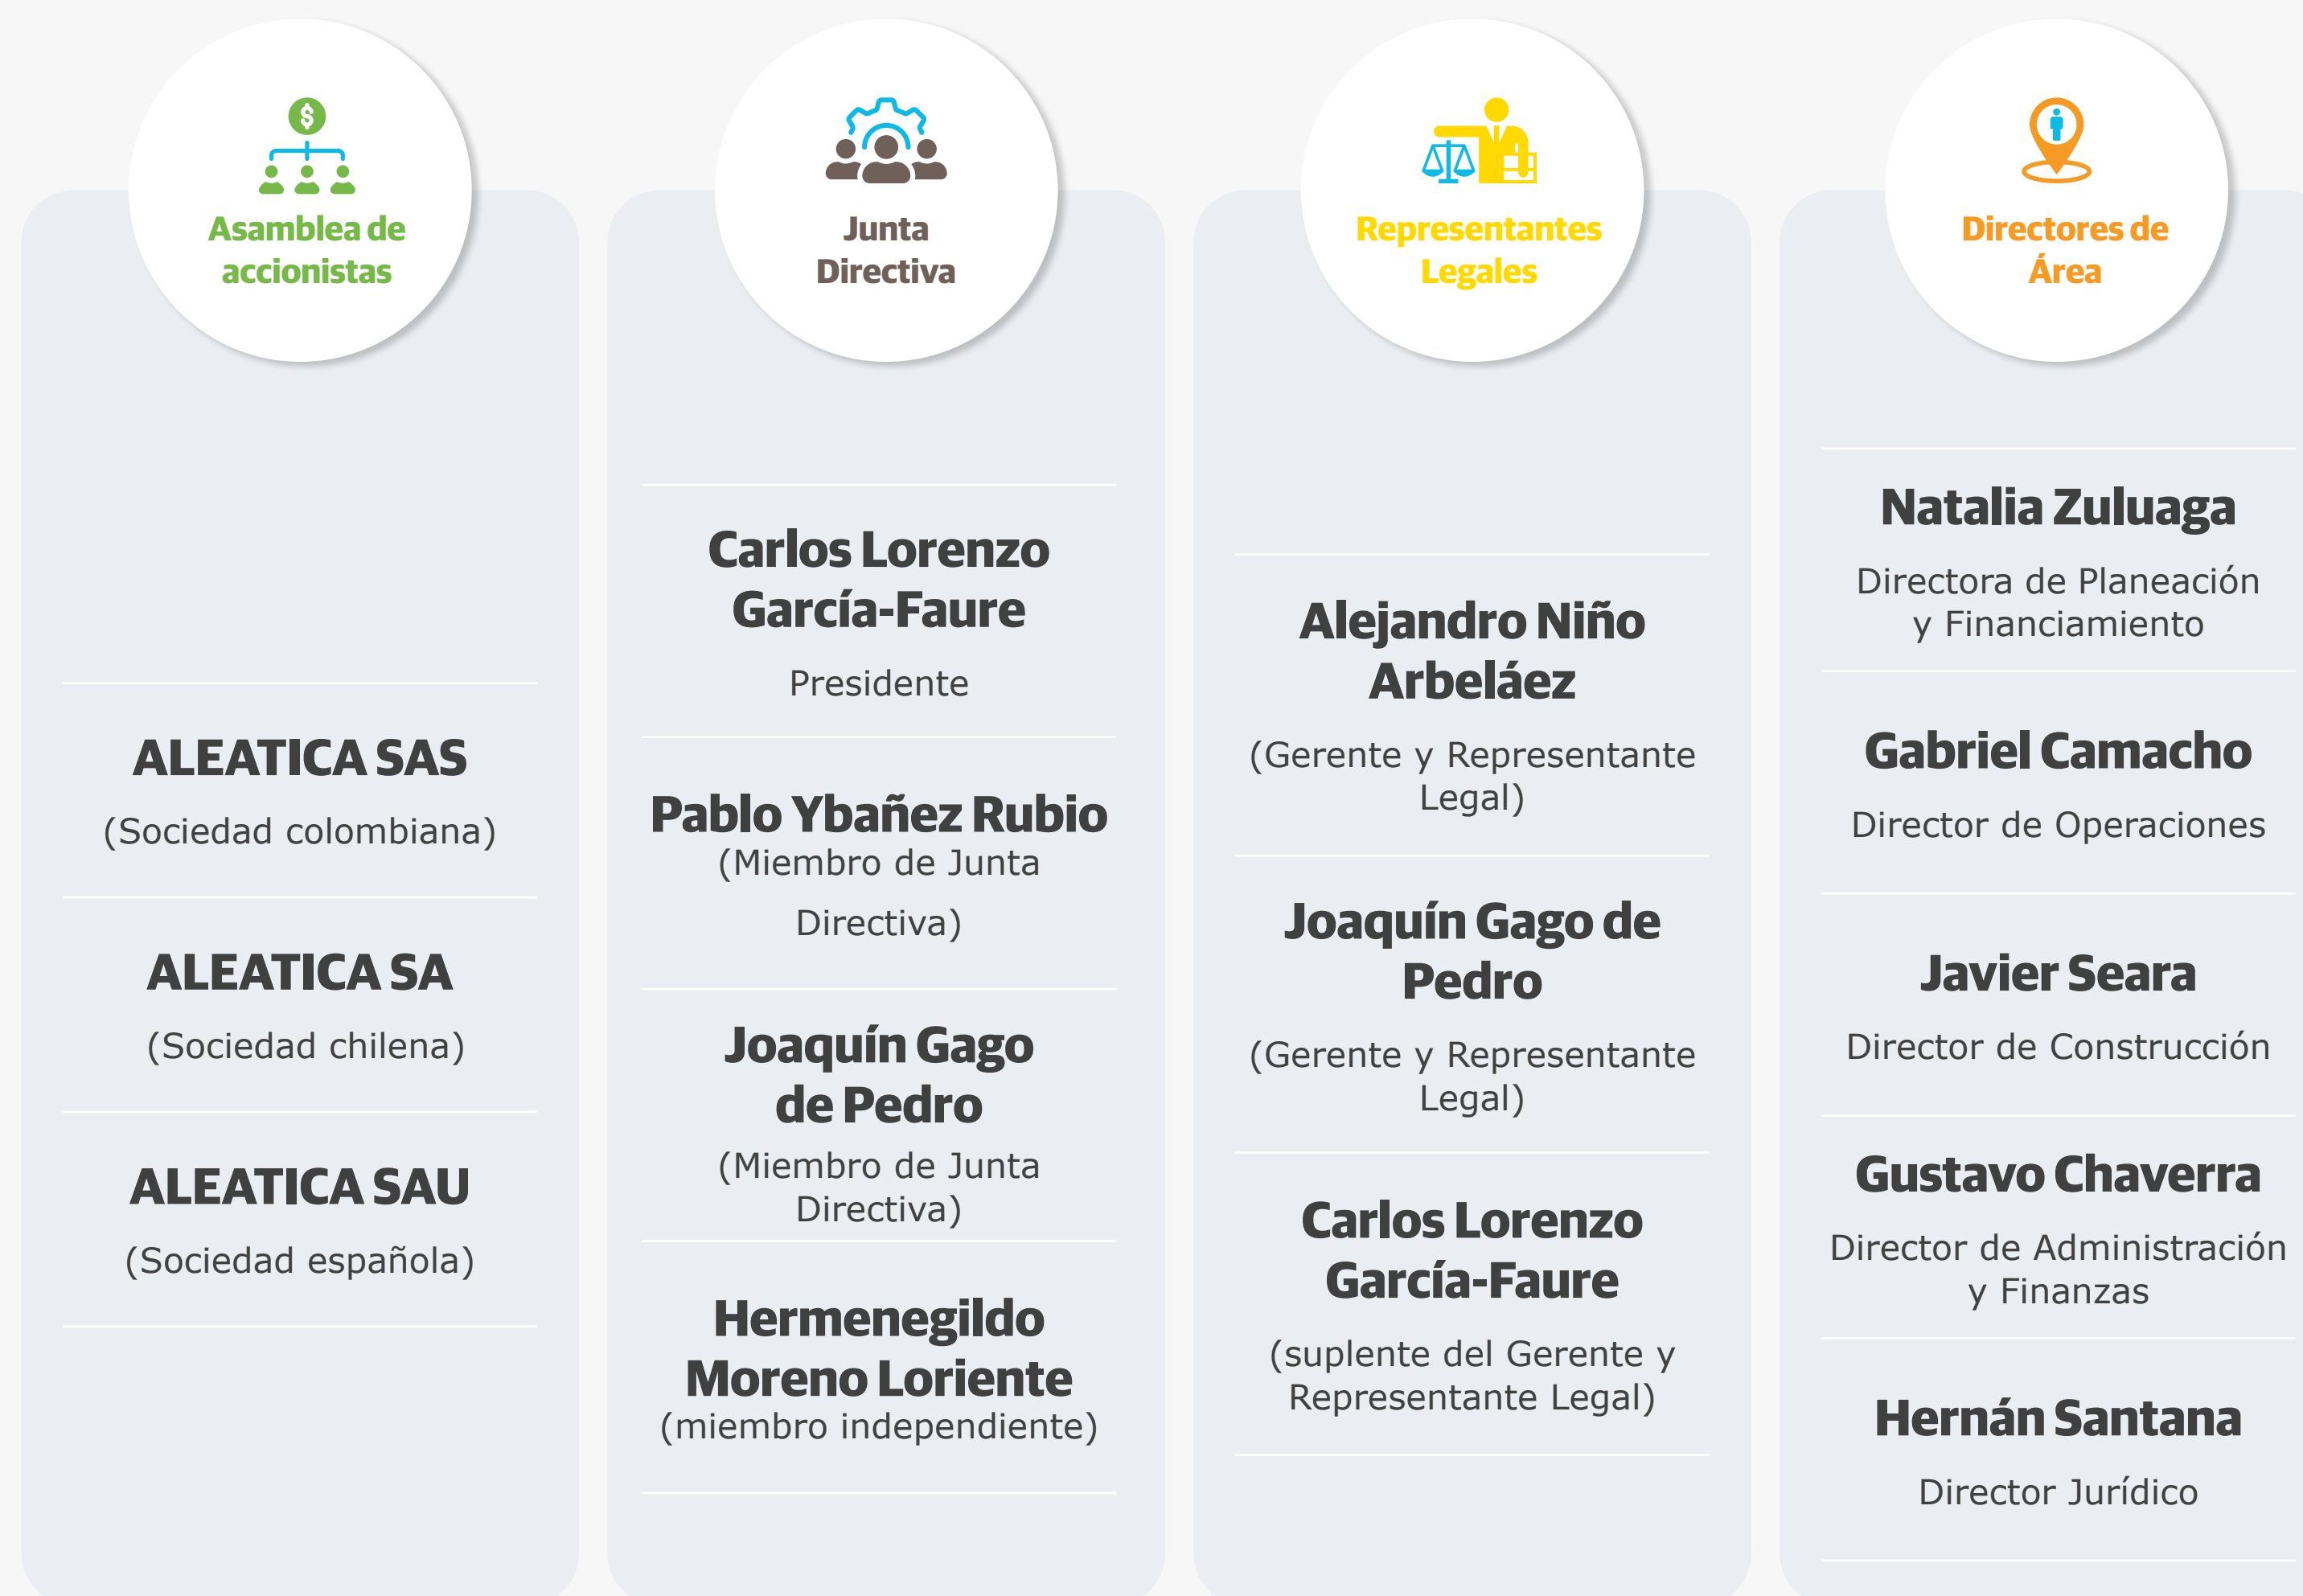 Asamblea de
accionistas
ALEATICA SAS
(Sociedad colombiana)
ALEATICA SA
(Sociedad chilena)
ALEATICA SAU
(Sociedad española)
Junta
Directiva
Carlos Lorenzo
García-Faure
Presidente
Pablo Ybañez Rubio
(Miembro de Junta
Directiva)
Joaquín Gago
de Pedro
(Miembro de Junta
Directiva)
Hermenegildo
Moreno Loriente
(miembro independiente)
Representantes
Legales
Alejandro Niño
Arbeláez
(Gerente y Representante
Legal)
Joaquín Gago de
Pedro
(Gerente y Representante
Legal)
Carlos Lorenzo
García-Faure
(suplente del Gerente y
Representante Legal)
Directores de
Área
Natalia Zuluaga
Directora de Planeación
y Financiamiento
Gabriel Camacho
Director de Operaciones
Javier Seara
Director de Construcción
Gustavo Chaverra
Director de Administración
y Finanzas
Hernán Santana
Director Jurídico